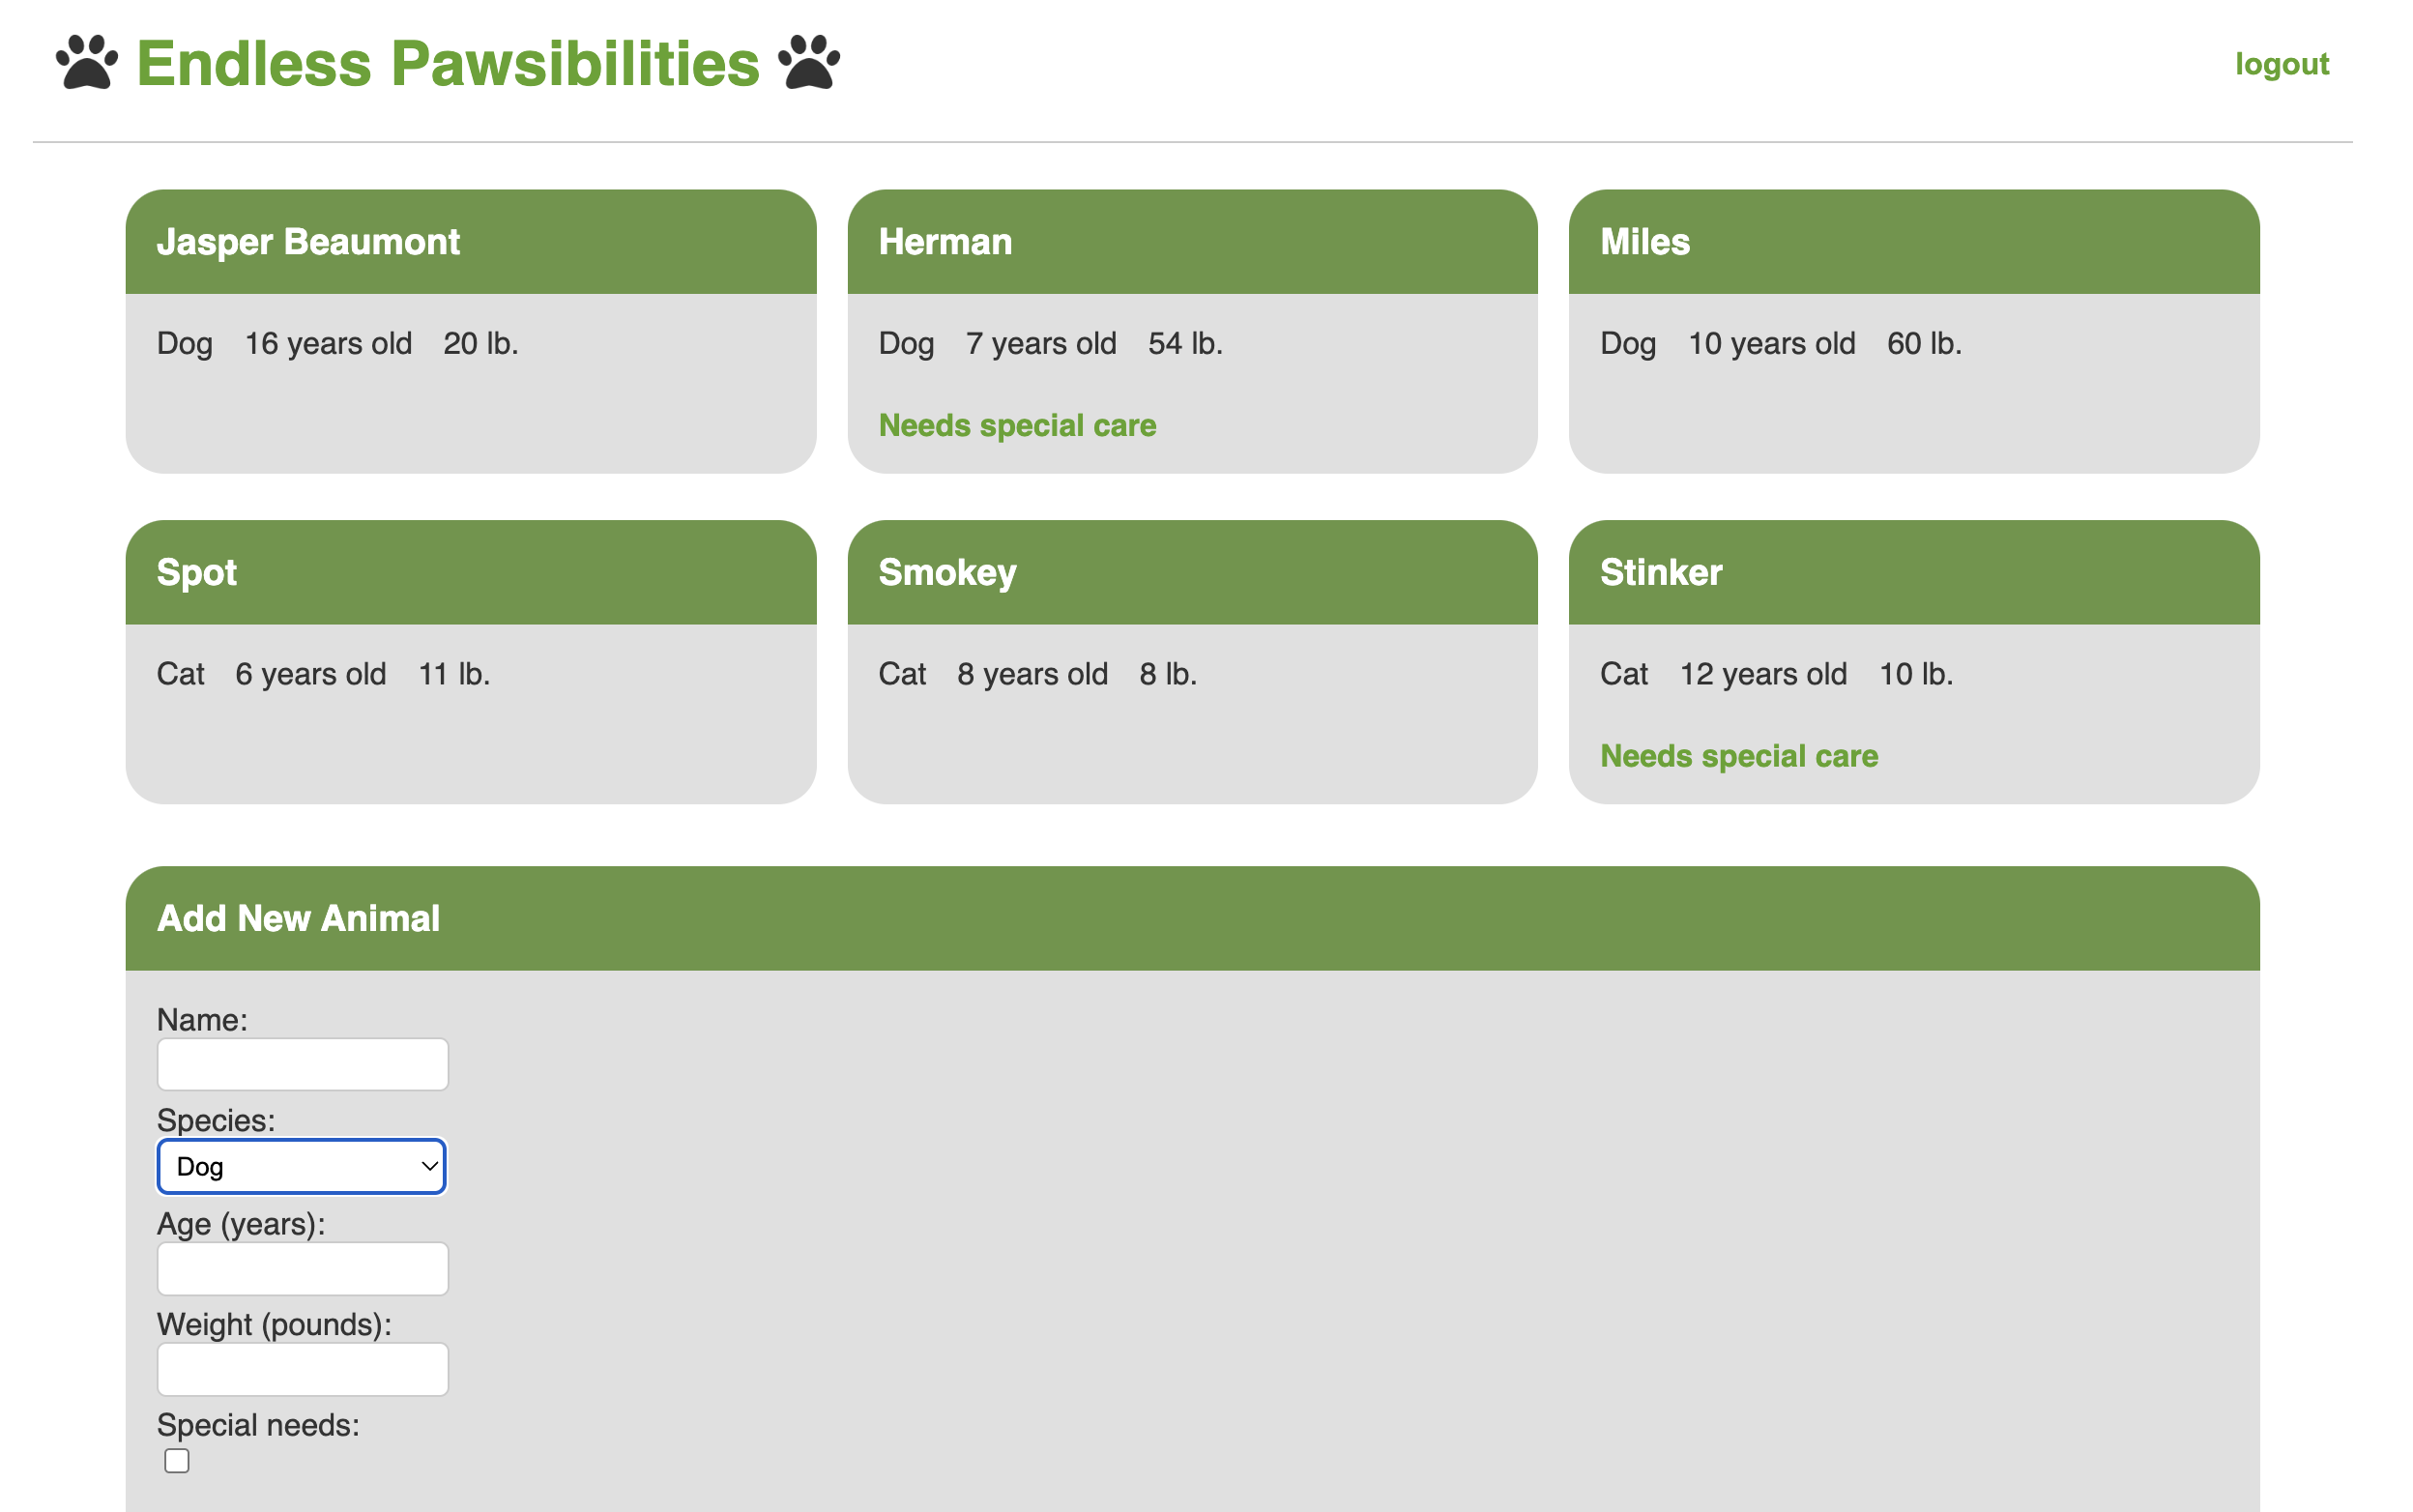 Endless Pawsibilities
logout
Jasper Beaumont
Dog 16 years old 20 lb.
Herman
Dog 7 years old 54 lb.
Needs special care
Miles
Dog 10 years old 60 lb.
Spot
Cat 6 years old 11 lb.
Smokey
Cat 8 years old 8 lb.
Stinker
Cat 12 years old 10 lb.
Needs special care
Add New Animal
Name:
Species:
Dog
Age (years):
Weight (pounds):
Special needs: